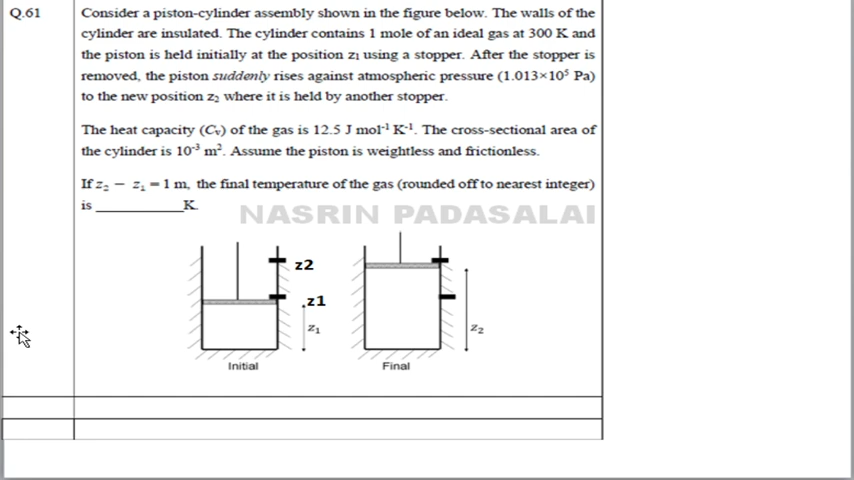 Q.61 Consider a piston-cylinder assembly shown in the figure below. The walls of the
cylinder are insulated. The cylinder contains 1 mole of an ideal gas at 300 K and
the piston is held initially at the position z₁ using a stopper. After the stopper is
removed, the piston suddenly rises against atmospheric pressure (1.013×10⁵ Pa)
to the new position z₂ where it is held by another stopper.
The heat capacity (Cᵥ) of the gas is 12.5 J mol⁻¹ K⁻¹. The cross-sectional area of
the cylinder is 10⁻³ m². Assume the piston is weightless and frictionless.
If z₂ − z₁ = 1 m, the final temperature of the gas (rounded off to nearest integer)
is ____________K.
NASRIN PADASALAI
z2
z1
z₁
z₂
Initial
Final